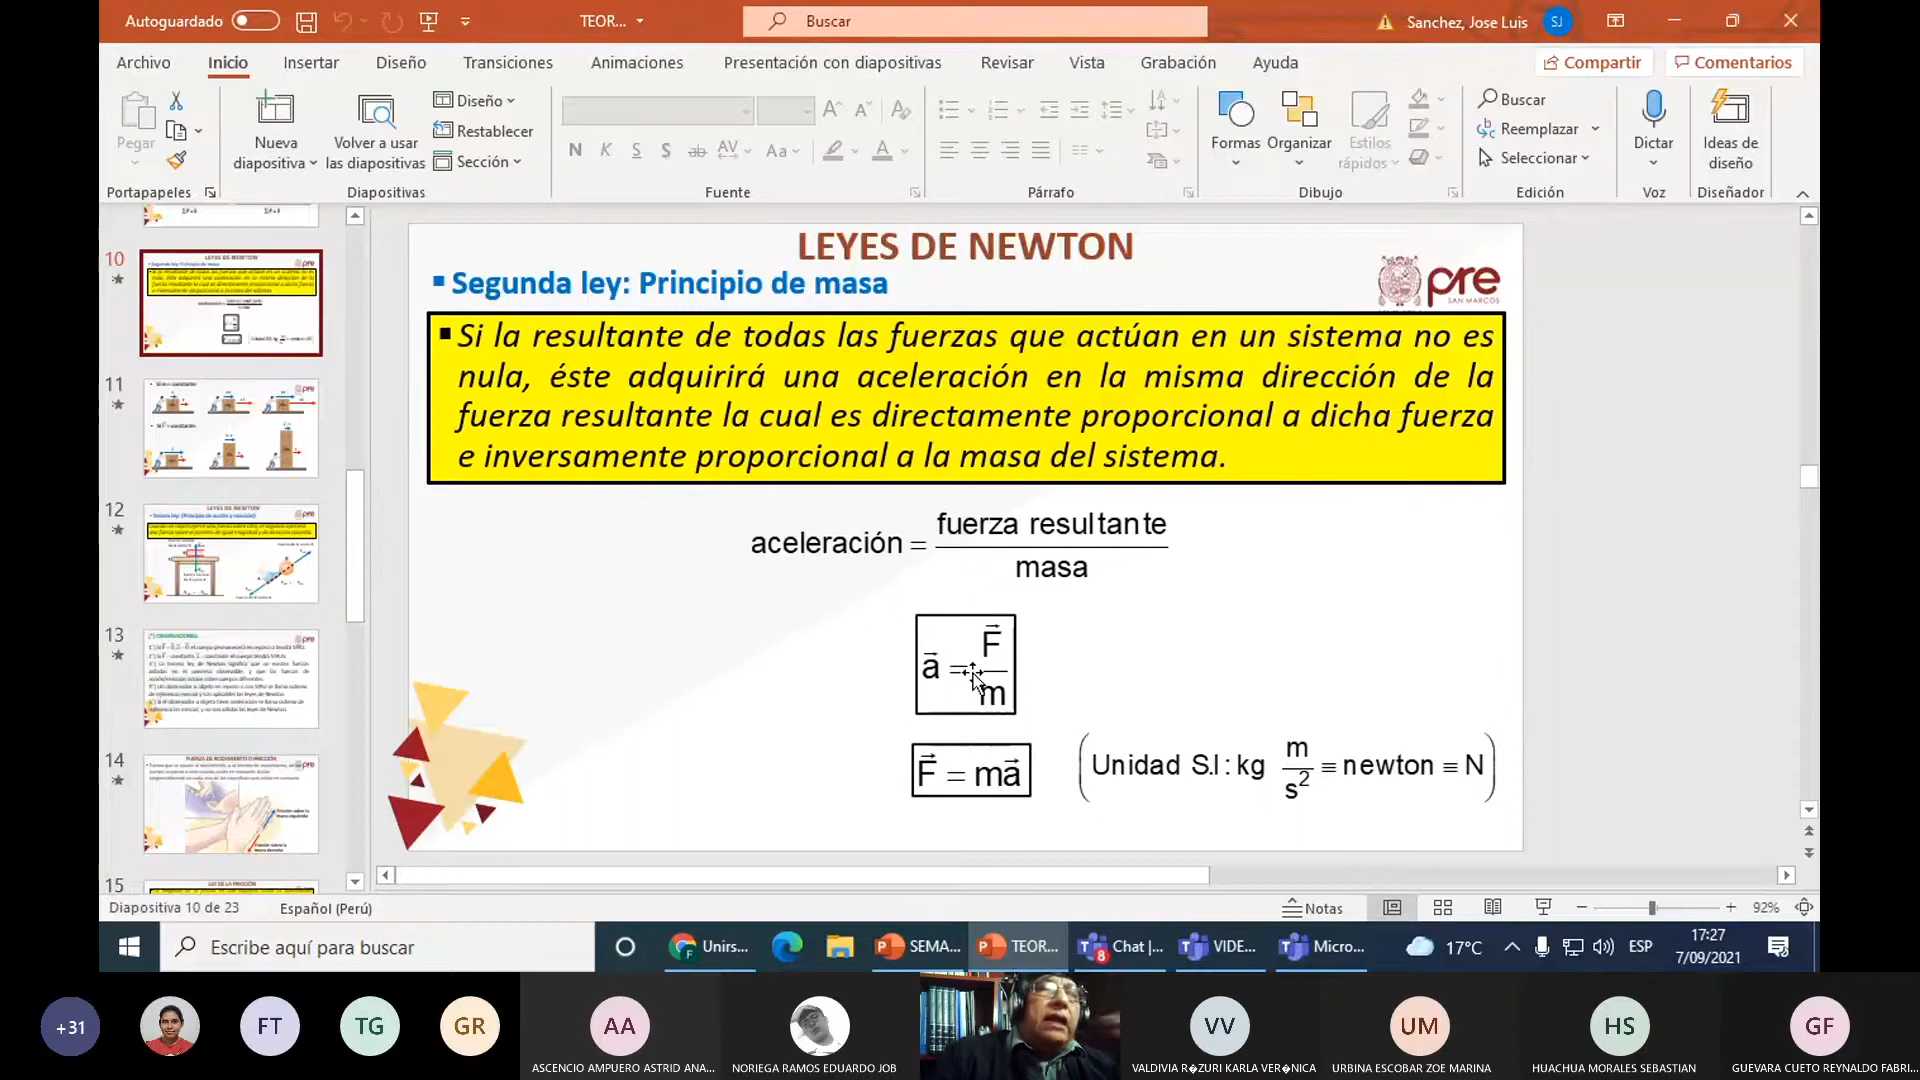 Autoguardado
TEOR...
Buscar
Sanchez, Jose Luis
SJ
Archivo Inicio Insertar Diseño Transiciones Animaciones Presentación con diapositivas Revisar Vista Grabación Ayuda
Compartir
Comentarios
Pegar
Nueva diapositiva
Volver a usar las diapositivas
Diseño
Restablecer
Sección
N K S S ab AV Aa A
Formas
Organizar
Estilos rápidos
Buscar
Reemplazar
Seleccionar
Dictar
Ideas de diseño
Portapapeles
Diapositivas
Fuente
Párrafo
Dibujo
Edición
Voz
Diseñador
10
11
12
13
14
15
LEYES DE NEWTON
▪ Segunda ley: Principio de masa
pre
SAN MARCOS
▪ Si la resultante de todas las fuerzas que actúan en un sistema no es
nula, éste adquirirá una aceleración en la misma dirección de la
fuerza resultante la cual es directamente proporcional a dicha fuerza
e inversamente proporcional a la masa del sistema.
aceleración = fuerza resultante / masa
a⃗ = F⃗ / m
F⃗ = ma⃗
(Unidad S.I : kg m/s² ≡ newton ≡ N)
Diapositiva 10 de 23
Español (Perú)
Notas
92%
Escribe aquí para buscar
Unirs...
SEMA...
TEOR...
Chat |...
8
VIDE...
Micro...
17°C
ESP
17:27
7/09/2021
+31
FT
TG
GR
AA
VV
UM
HS
GF
ASCENCIO AMPUERO ASTRID ANA...
NORIEGA RAMOS EDUARDO JOB
VALDIVIA R�ZURI KARLA VER�NICA
URBINA ESCOBAR ZOE MARINA
HUACHUA MORALES SEBASTIAN
GUEVARA CUETO REYNALDO FABRI...